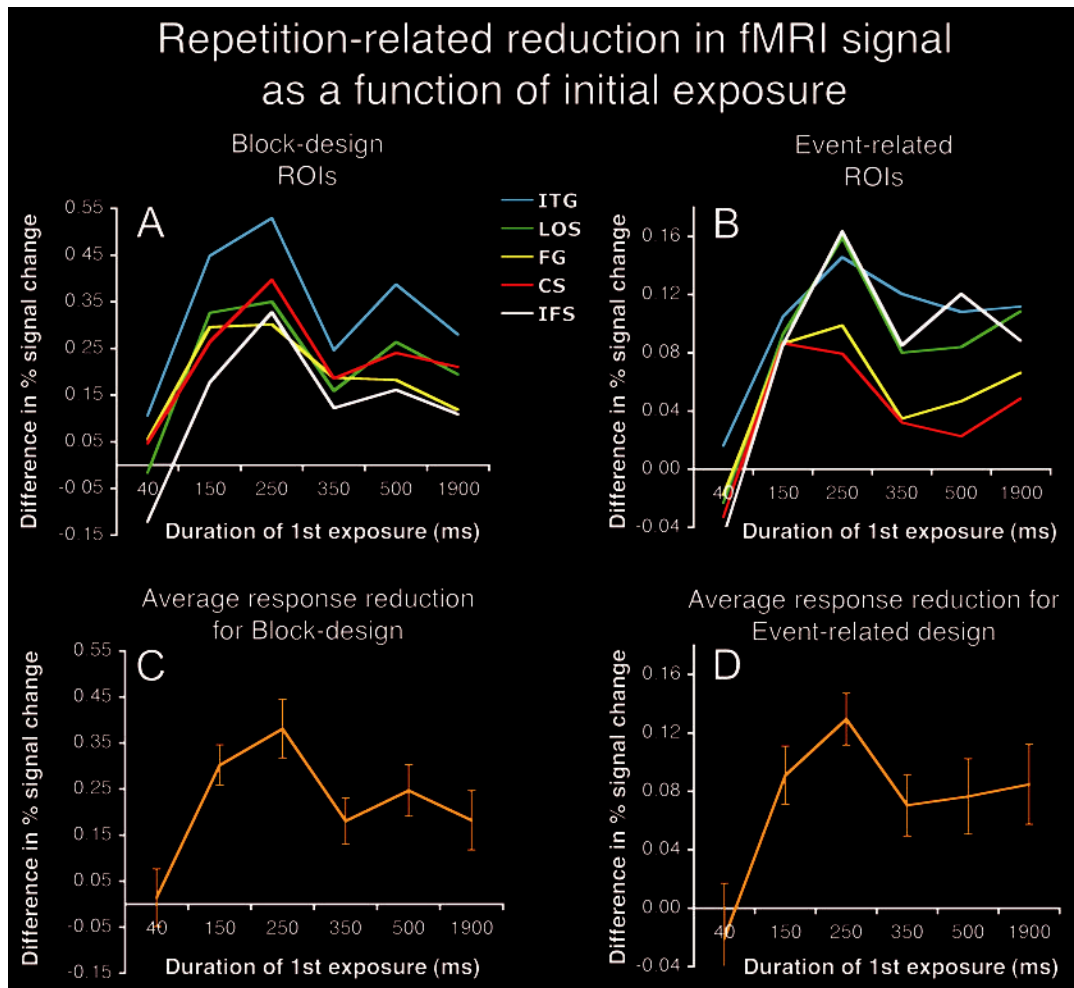 Repetition-related reduction in fMRI signal
as a function of initial exposure
Block-design
ROIs
Event-related
ROIs
A
Difference in % signal change
0.55
0.45
0.35
0.25
0.15
0.05
-0.05
-0.15
40 150 250 350 500 1900
Duration of 1st exposure (ms)
ITG
LOS
FG
CS
IFS
B
Difference in % signal change
0.16
0.12
0.08
0.04
0.00
-0.04
40 150 250 350 500 1900
Duration of 1st exposure (ms)
Average response reduction
for Block-design
C
Difference in % signal change
0.55
0.45
0.35
0.25
0.15
0.05
-0.05
-0.15
40 150 250 350 500 1900
Duration of 1st exposure (ms)
Average response reduction for
Event-related design
D
Difference in % signal change
0.16
0.12
0.08
0.04
0.00
-0.04
40 150 250 350 500 1900
Duration of 1st exposure (ms)